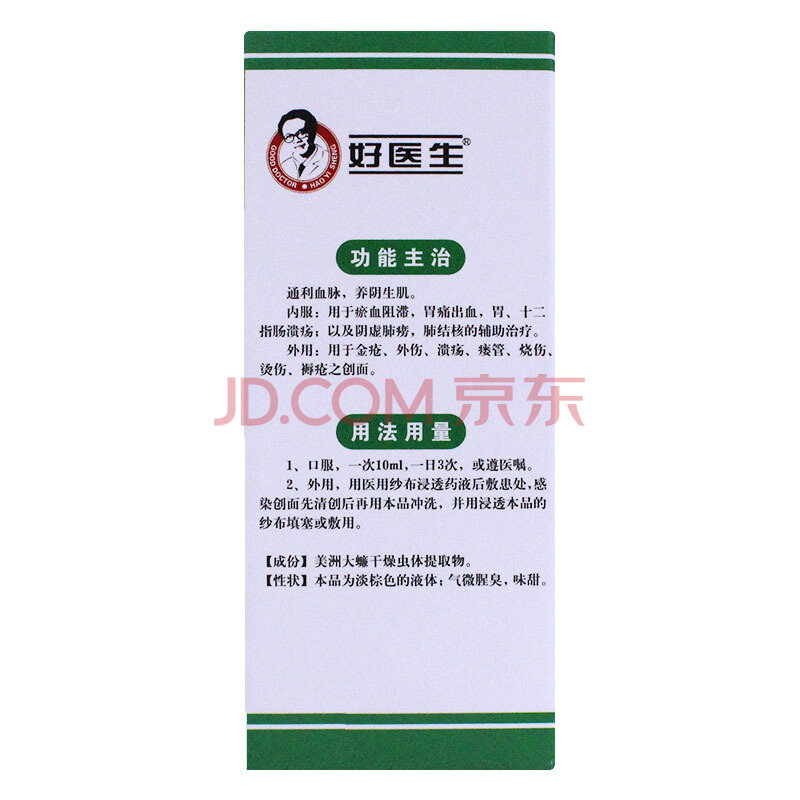 GOOD DOCTOR • HAO YI SHENG
好医生®
功能主治
通利血脉，养阴生肌。
内服：用于瘀血阻滞，胃痛出血，胃、十二
指肠溃疡；以及阴虚肺痨，肺结核的辅助治疗。
外用：用于金疮、外伤、溃疡、瘘管、烧伤、
烫伤、褥疮之创面。
JD.COM 京东
用法用量
1、口服，一次10ml,一日3次，或遵医嘱。
2、外用，用医用纱布浸透药液后敷患处,感
染创面先清创后再用本品冲洗，并用浸透本品的
纱布填塞或敷用。
【成份】美洲大蠊干燥虫体提取物。
【性状】本品为淡棕色的液体；气微腥臭，味甜。